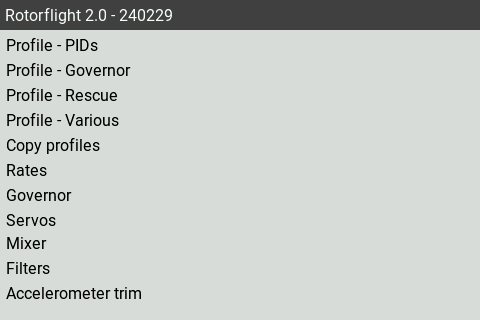 Rotorflight 2.0 - 240229
Profile - PIDs
Profile - Governor
Profile - Rescue
Profile - Various
Copy profiles
Rates
Governor
Servos
Mixer
Filters
Accelerometer trim